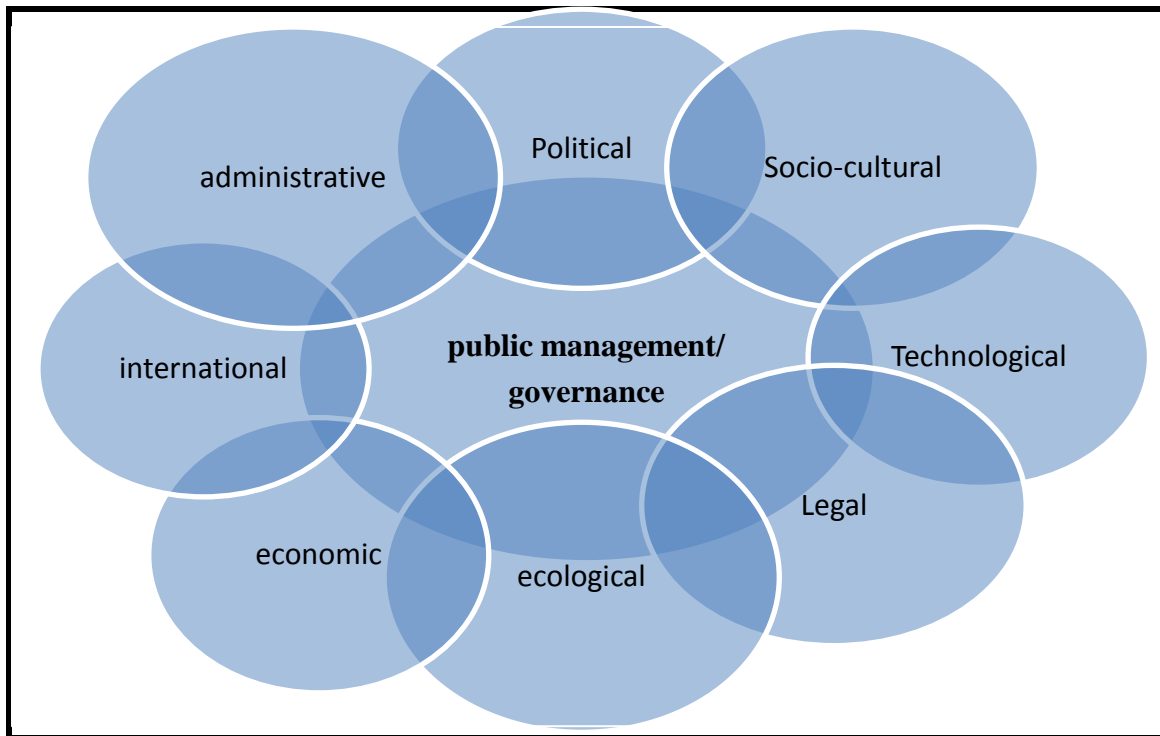 Political
administrative
Socio-cultural
public management/
governance
international
Technological
Legal
economic
ecological